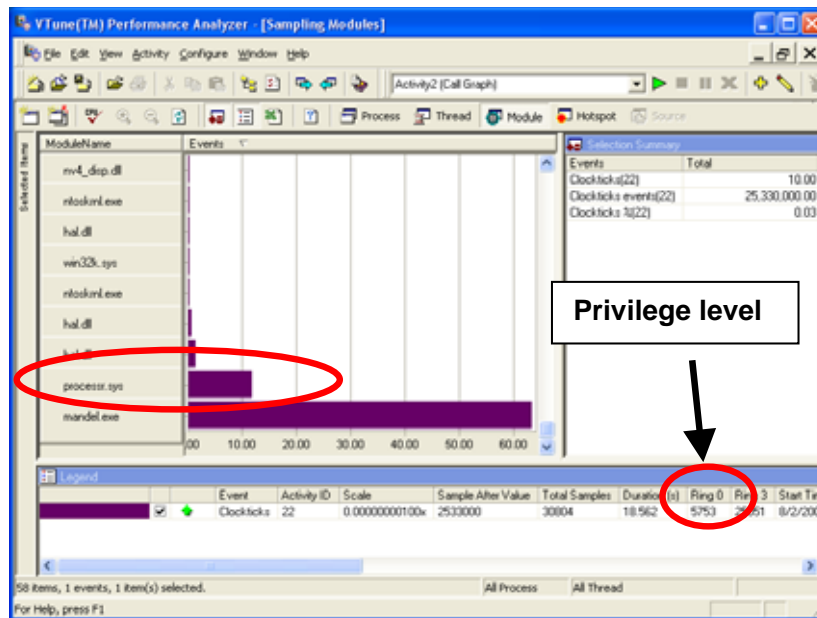 VTune(TM) Performance Analyzer - [Sampling Modules]
File Edit View Activity Configure Window Help
Activity2 (Call Graph)
Process Thread Module Hotspot Source
Selected Items
ModuleName Events
nv4_disp.dll
ntoskrnl.exe
hal.dll
win32k.sys
ntoskrnl.exe
hal.dll
hal.dll
processr.sys
mandel.exe
.00 10.00 20.00 30.00 40.00 50.00 60.00
Selection Summary
Events Total
Clockticks(22) 10.00
Clockticks events(22) 25,330,000.00
Clockticks %(22) 0.03
Privilege level
Legend
Event Activity ID Scale Sample After Value Total Samples Duration (s) Ring 0 Ring 3 Start Tim
Clockticks 22 0.00000000100x 2533000 30804 18.562 5753 8/2/200
58 items, 1 events, 1 item(s) selected. All Process All Thread
For Help, press F1